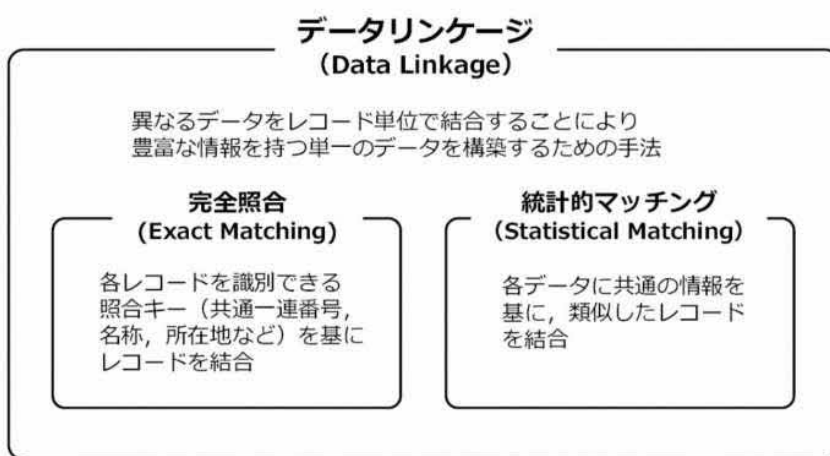 データリンケージ
（Data Linkage）
異なるデータをレコード単位で結合することにより
豊富な情報を持つ単一のデータを構築するための手法
完全照合
(Exact Matching)
各レコードを識別できる
照合キー（共通一連番号，
名称，所在地など）を基に
レコードを結合
統計的マッチング
（Statistical Matching）
各データに共通の情報を
基に，類似したレコード
を結合